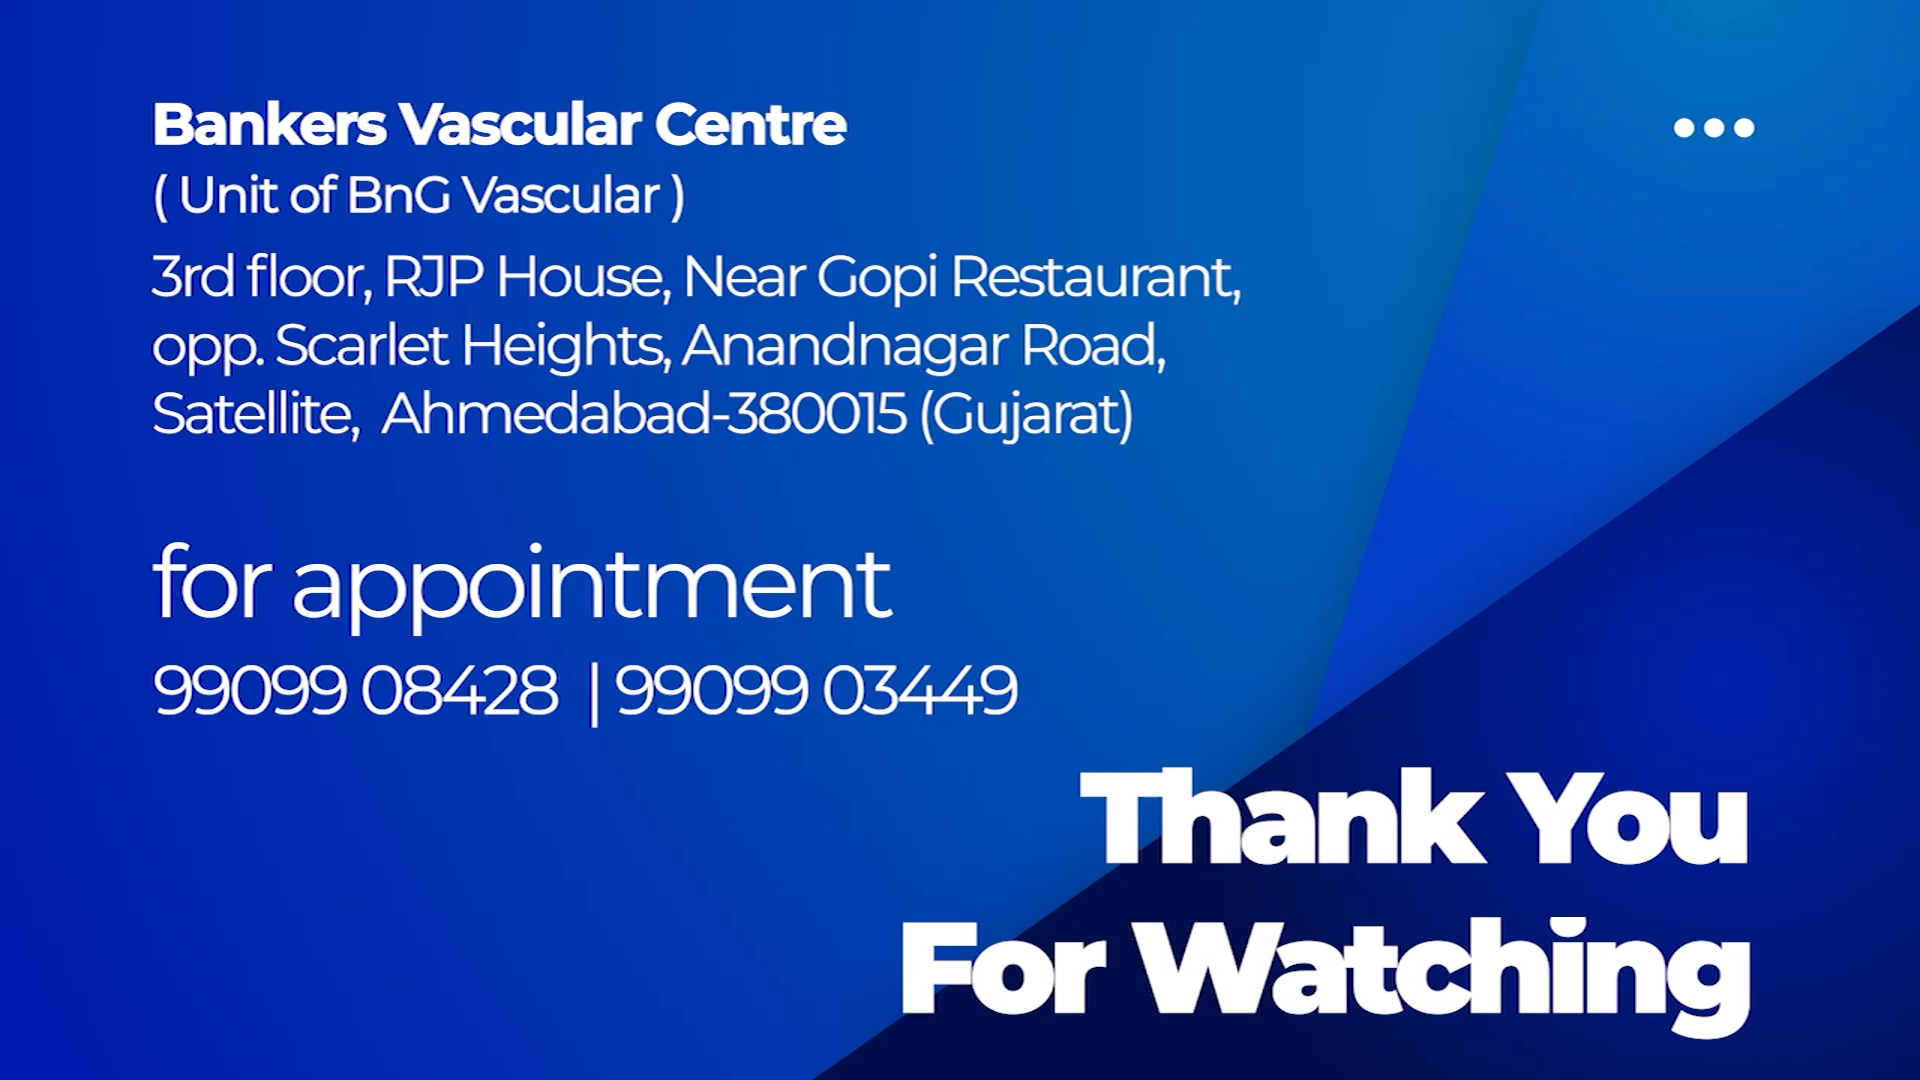 Bankers Vascular Centre
( Unit of BnG Vascular )
3rd floor, RJP House, Near Gopi Restaurant,
opp. Scarlet Heights, Anandnagar Road,
Satellite, Ahmedabad-380015 (Gujarat)
for appointment
99099 08428 | 99099 03449
Thank You
For Watching